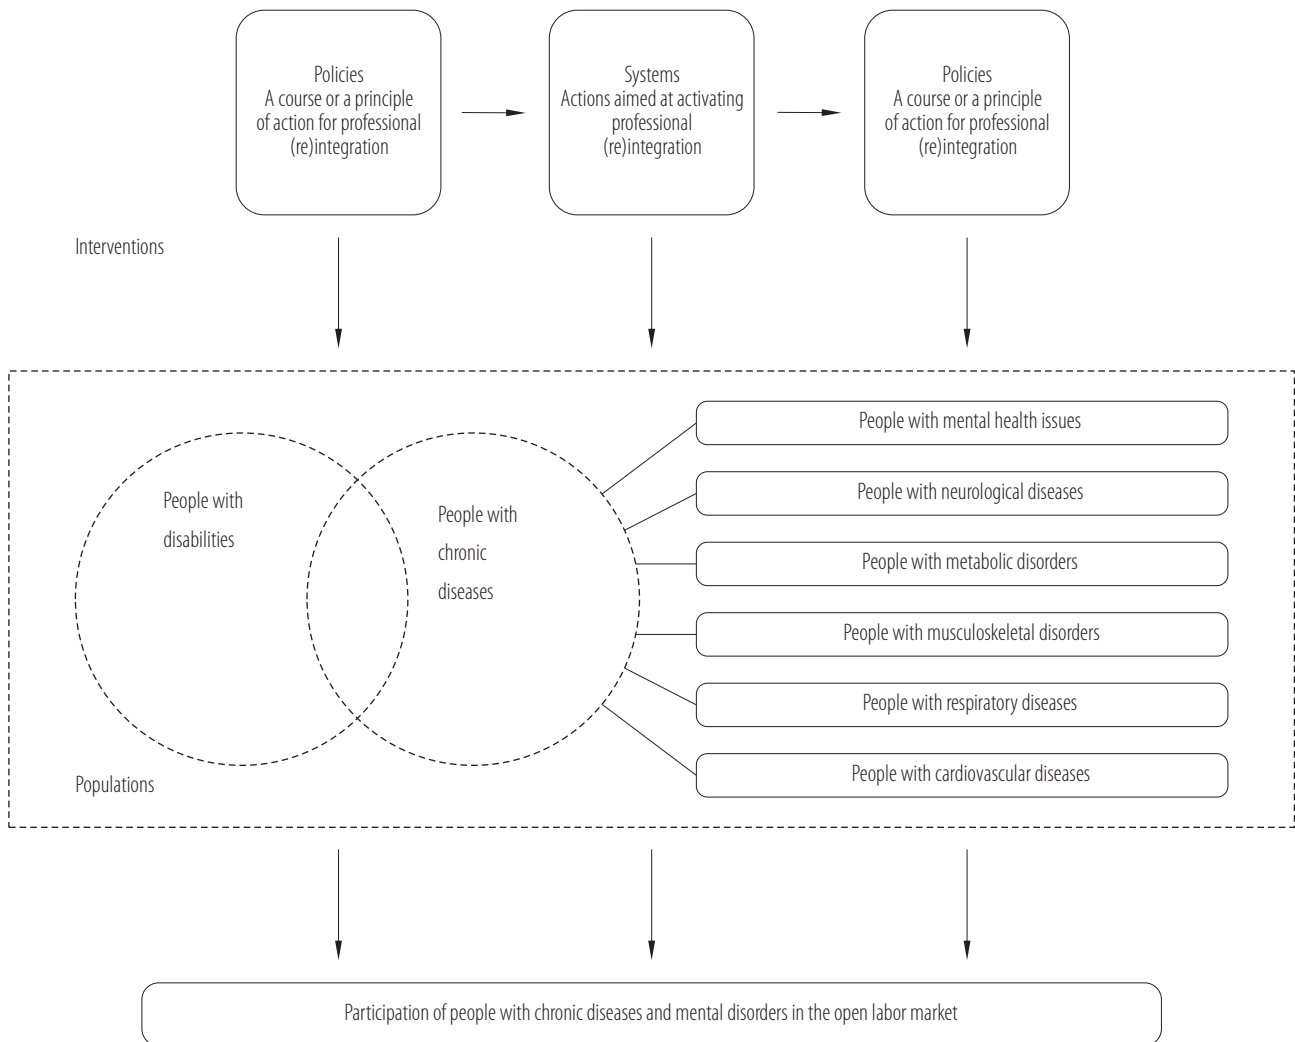 Policies
A course or a principle
of action for professional
(re)integration
Systems
Actions aimed at activating
professional
(re)integration
Policies
A course or a principle
of action for professional
(re)integration
Interventions
People with
disabilities
People with
chronic
diseases
People with mental health issues
People with neurological diseases
People with metabolic disorders
People with musculoskeletal disorders
People with respiratory diseases
People with cardiovascular diseases
Populations
Participation of people with chronic diseases and mental disorders in the open labor market